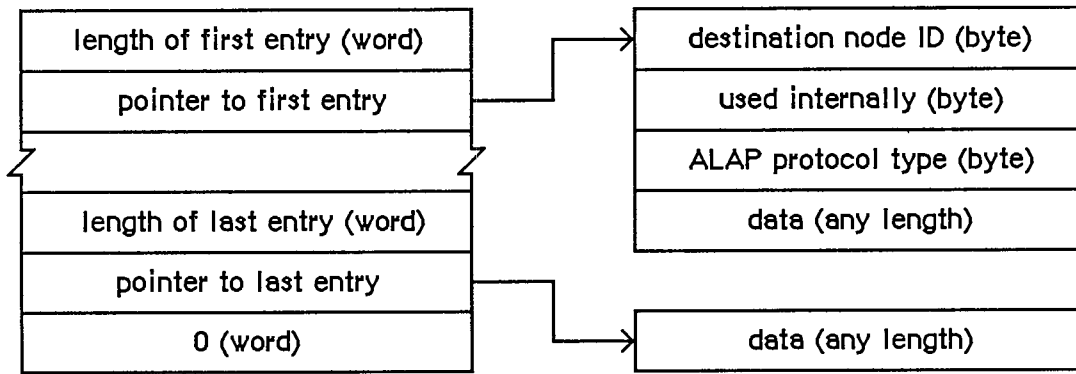 length of first entry (word)
pointer to first entry
length of last entry (word)
pointer to last entry
0 (word)
destination node ID (byte)
used internally (byte)
ALAP protocol type (byte)
data (any length)
data (any length)